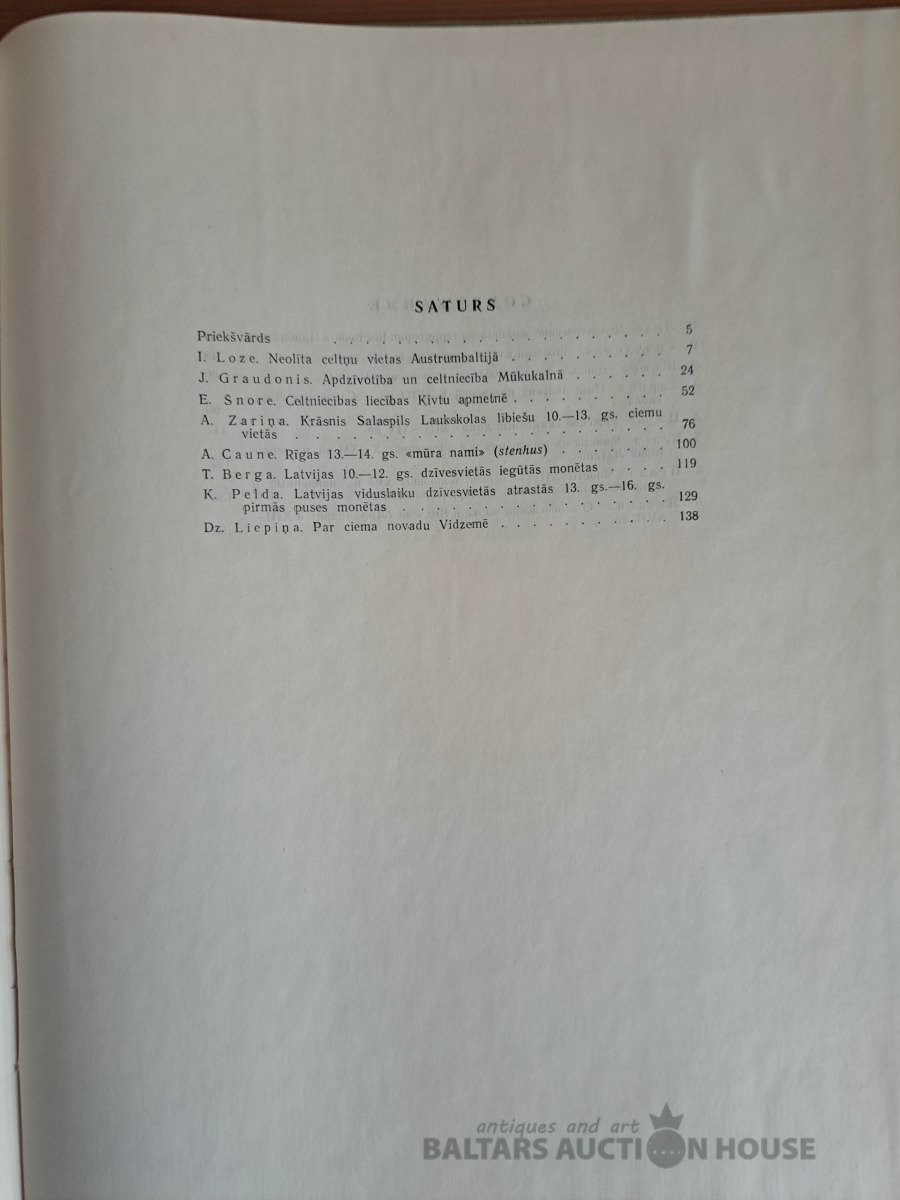 SATURS
Priekšvārds . . . . . . . . . . . . . . . . . 5
I. Loze. Neolīta celtņu vietas Austrumbaltijā . . . . . . . . . 7
J. Graudonis. Apdzīvotība un celtniecība Mūkukalnā . . . . . . 24
E. Šnore. Celtniecības liecības Kivtu apmetnē . . . . . . . . . 52
A. Zariņa. Krāsnis Salaspils Laukskolas lībiešu 10.—13. gs. ciemu
vietās . . . . . . . . . . . . . . . . . . . 76
A. Caune. Rīgas 13.—14. gs. «mūra nami» (stenhus) . . . . . . . 100
T. Berga. Latvijas 10.—12. gs. dzīvesvietās iegūtās monētas . . . . 119
K. Pelda. Latvijas viduslaiku dzīvesvietās atrastās 13. gs.—16. gs.
pirmās puses monētas . . . . . . . . . . . . . . 129
Dz. Liepiņa. Par ciema novadu Vidzemē . . . . . . . . . . 138
antiques and art
BALTARS AUCTION HOUSE